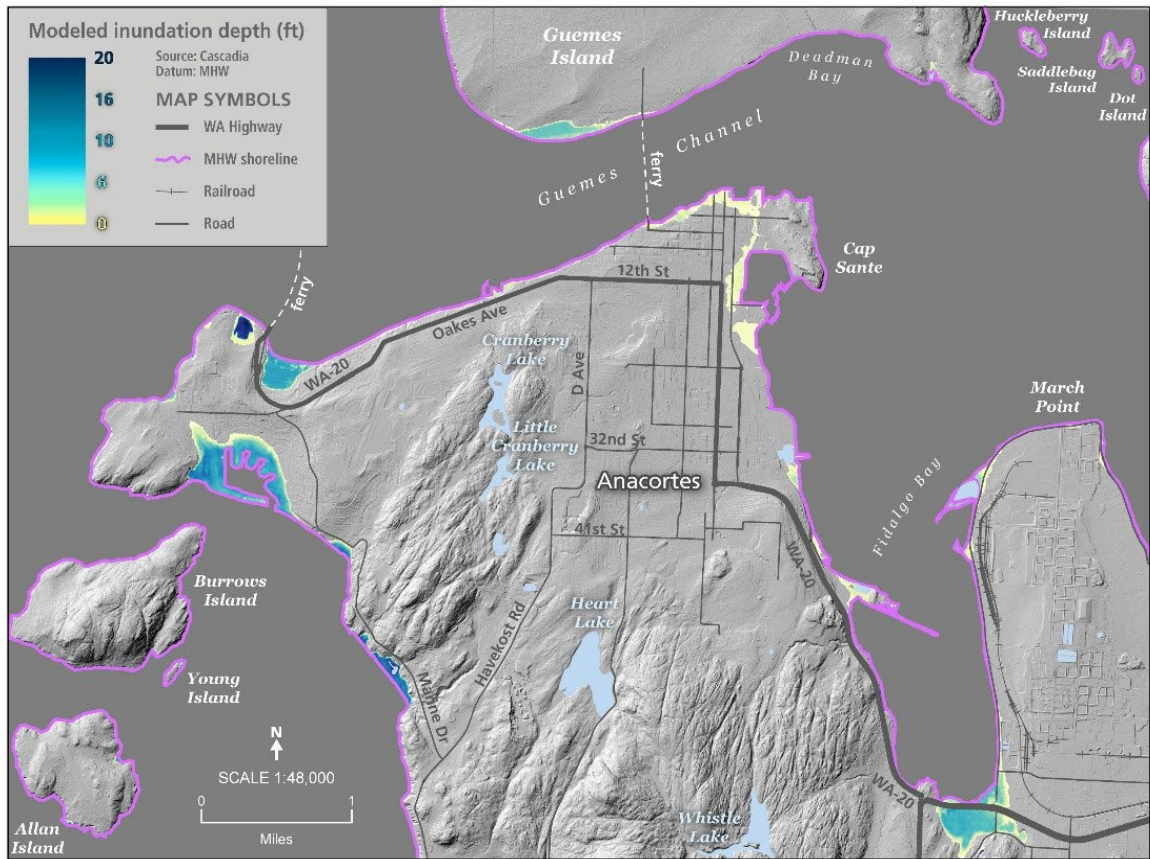 Modeled inundation depth (ft)
20
16
10
6
0
Source: Cascadia
Datum: MHW
MAP SYMBOLS
WA Highway
MHW shoreline
Railroad
Road
Guemes
Island
Deadman
Bay
Huckleberry
Island
Saddlebag
Island
Dot
Island
Guemes Channel
ferry
Cap
Sante
ferry
12th St
Oakes Ave
WA-20
Cranberry
Lake
D Ave
Little
Cranberry
Lake
32nd St
March
Point
Anacortes
Fidalgo Bay
41st St
WA-20
Burrows
Island
Heart
Lake
Havekost Rd
Marine Dr
Young
Island
N
SCALE 1:48,000
0
1
Miles
WA-20
Whistle
Lake
Allan
Island